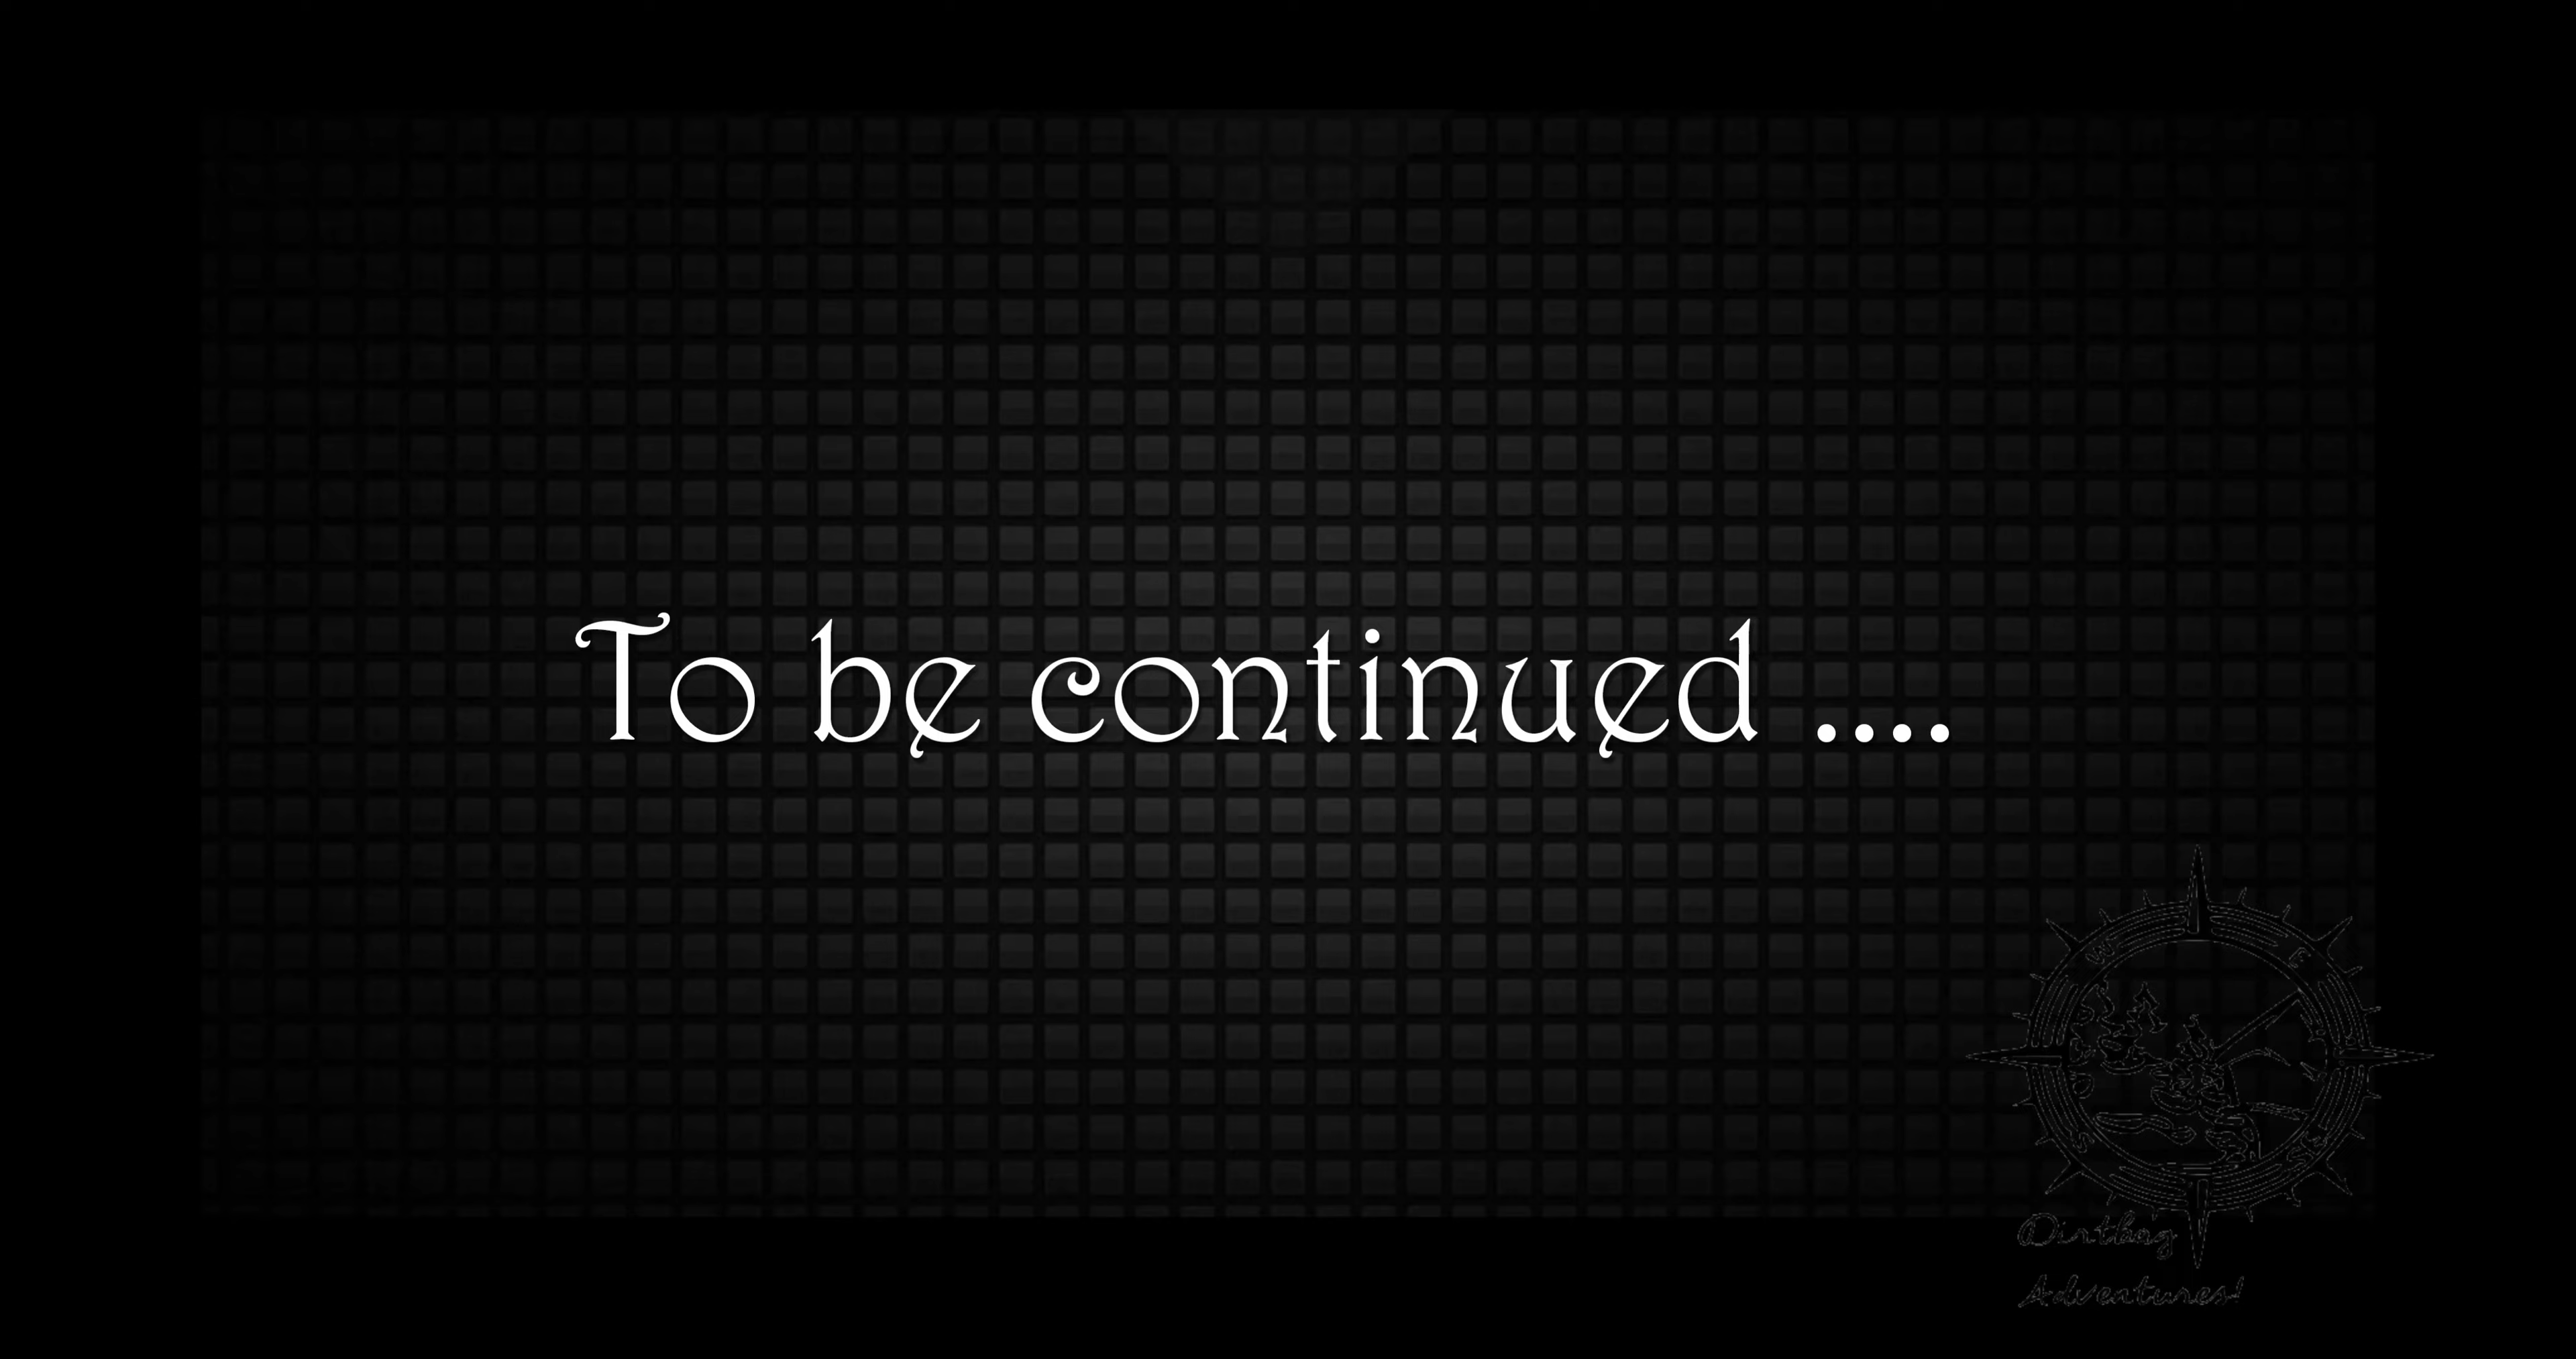 To be continued ....
Dirtbag
Adventures!